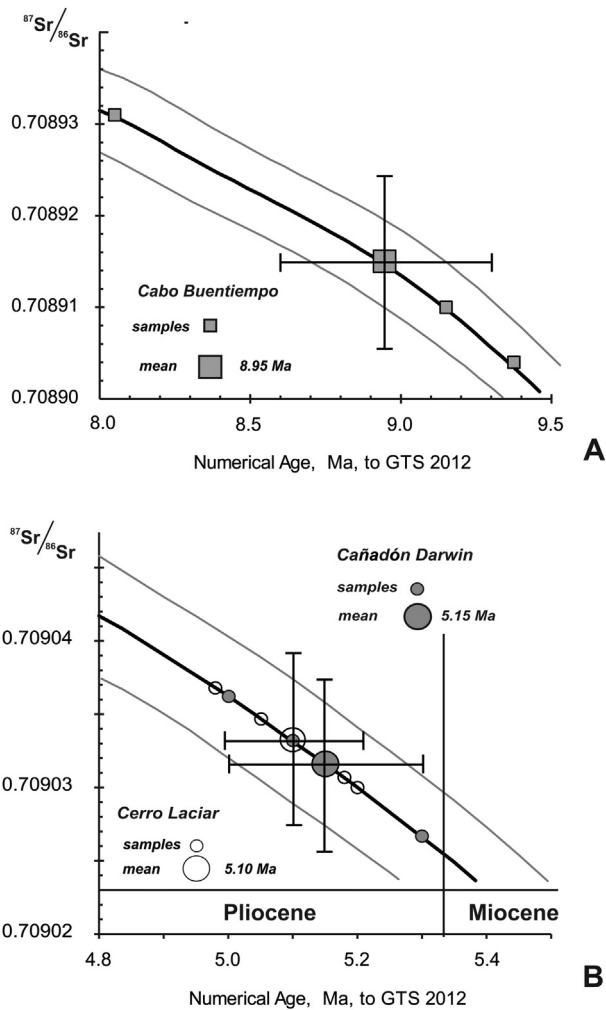 87Sr/86Sr
0.70893
0.70892
0.70891
0.70890
Cabo Buentiempo
samples
mean 8.95 Ma
8.0 8.5 9.0 9.5
Numerical Age, Ma, to GTS 2012
A
87Sr/86Sr
Cañadón Darwin
samples
mean 5.15 Ma
0.70904
0.70903
Cerro Laciar
samples
mean 5.10 Ma
Pliocene Miocene
0.70902
4.8 5.0 5.2 5.4
Numerical Age, Ma, to GTS 2012
B